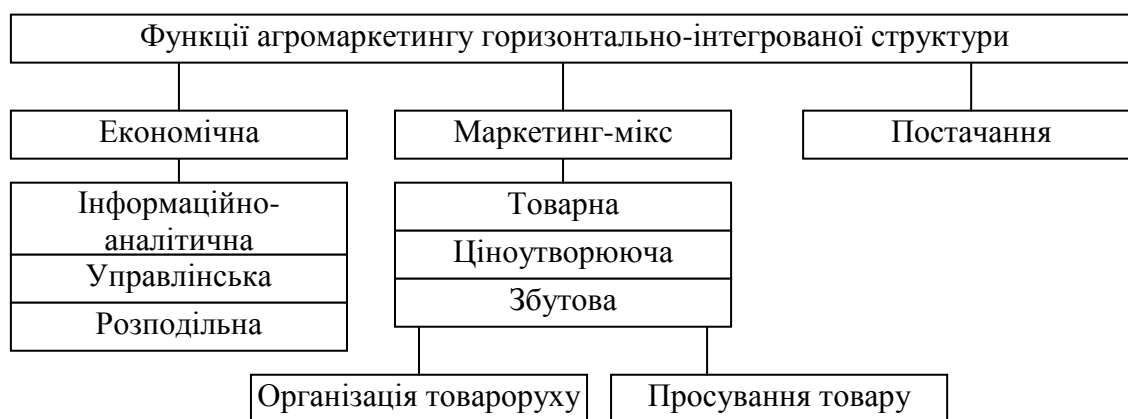 Функції агромаркетингу горизонтально-інтегрованої структури
Економічна
Маркетинг-мікс
Постачання
Інформаційно-
аналітична
Управлінська
Розподільна
Товарна
Ціноутворююча
Збутова
Організація товароруху
Просування товару